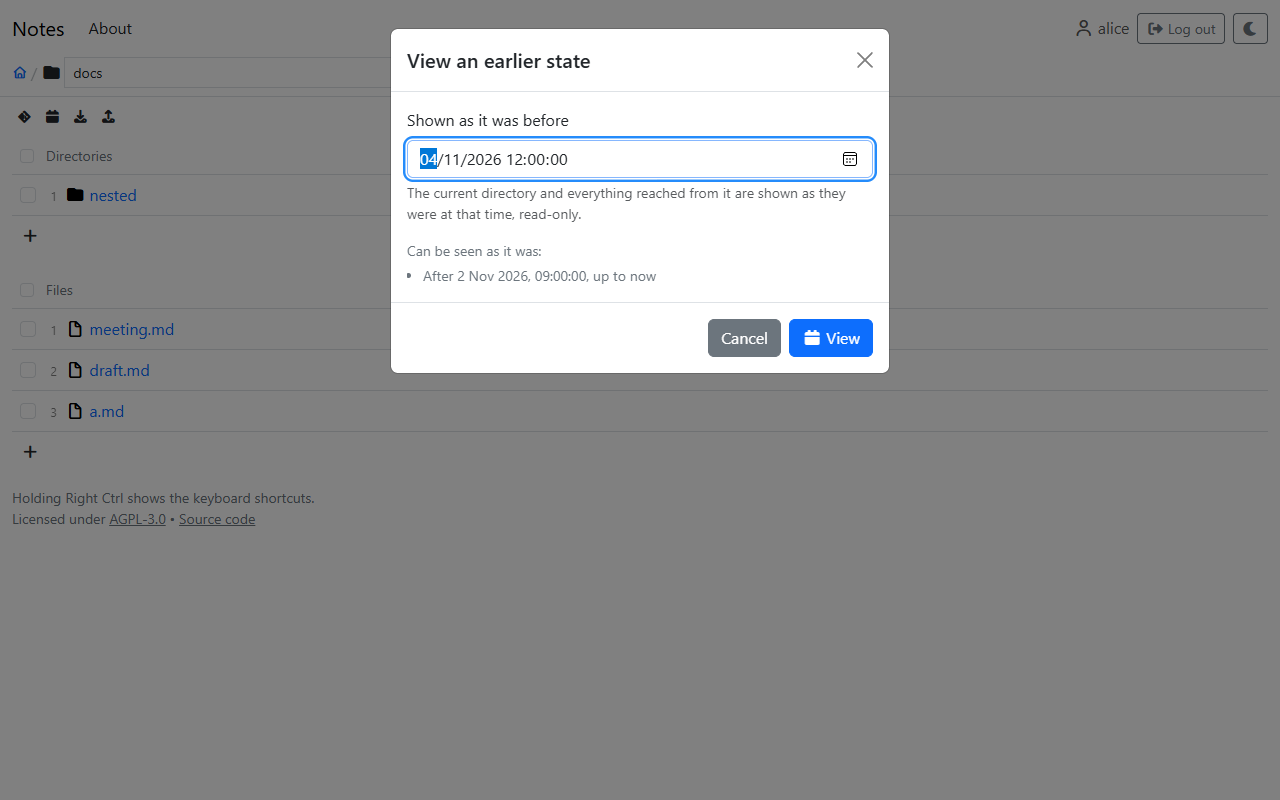 Notes About alice Log out
/ docs
View an earlier state
Shown as it was before
04/11/2026 12:00:00
The current directory and everything reached from it are shown as they
were at that time, read-only.
Can be seen as it was:
• After 2 Nov 2026, 09:00:00, up to now
Cancel View
Directories
1 nested
+
Files
1 meeting.md
2 draft.md
3 a.md
+
Holding Right Ctrl shows the keyboard shortcuts.
Licensed under AGPL-3.0 • Source code